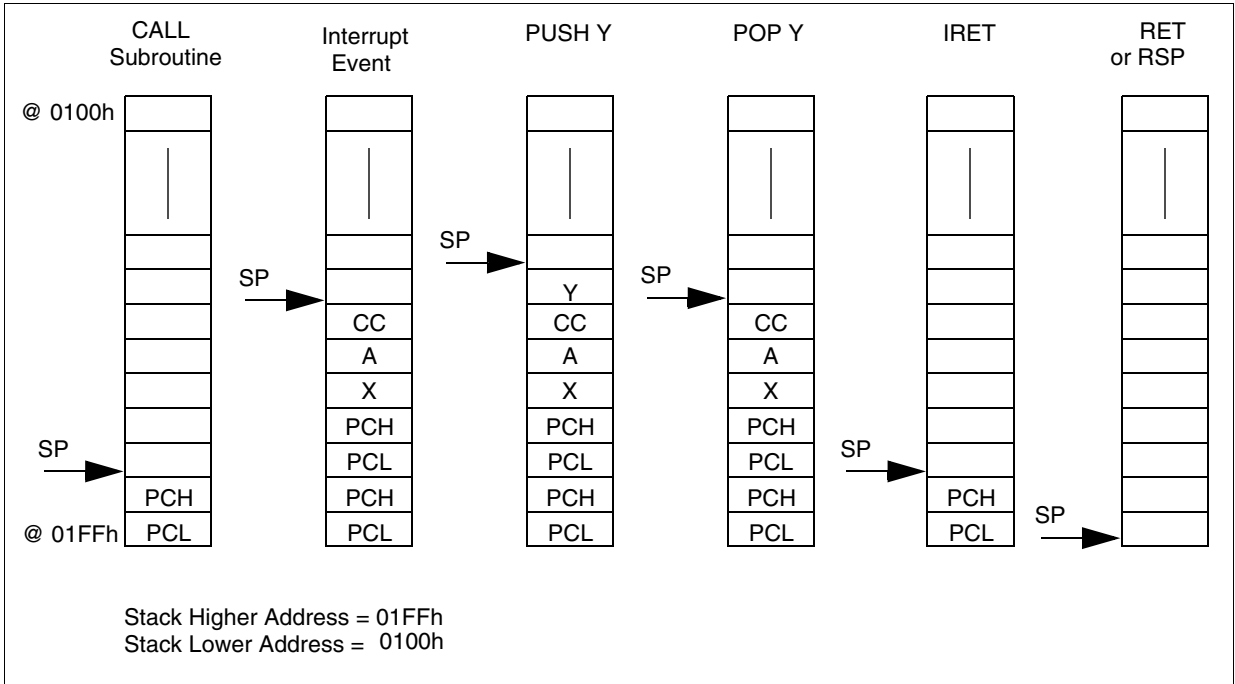 CALL
Subroutine
Interrupt
Event
PUSH Y
POP Y
IRET
RET
or RSP
@ 0100h
SP
SP
SP
Y
CC
CC
CC
A
A
A
X
X
X
PCH
PCH
PCH
SP
SP
PCL
PCL
PCL
PCH
PCH
PCH
PCH
PCH
SP
@ 01FFh
PCL
PCL
PCL
PCL
PCL
Stack Higher Address = 01FFh
Stack Lower Address = 0100h